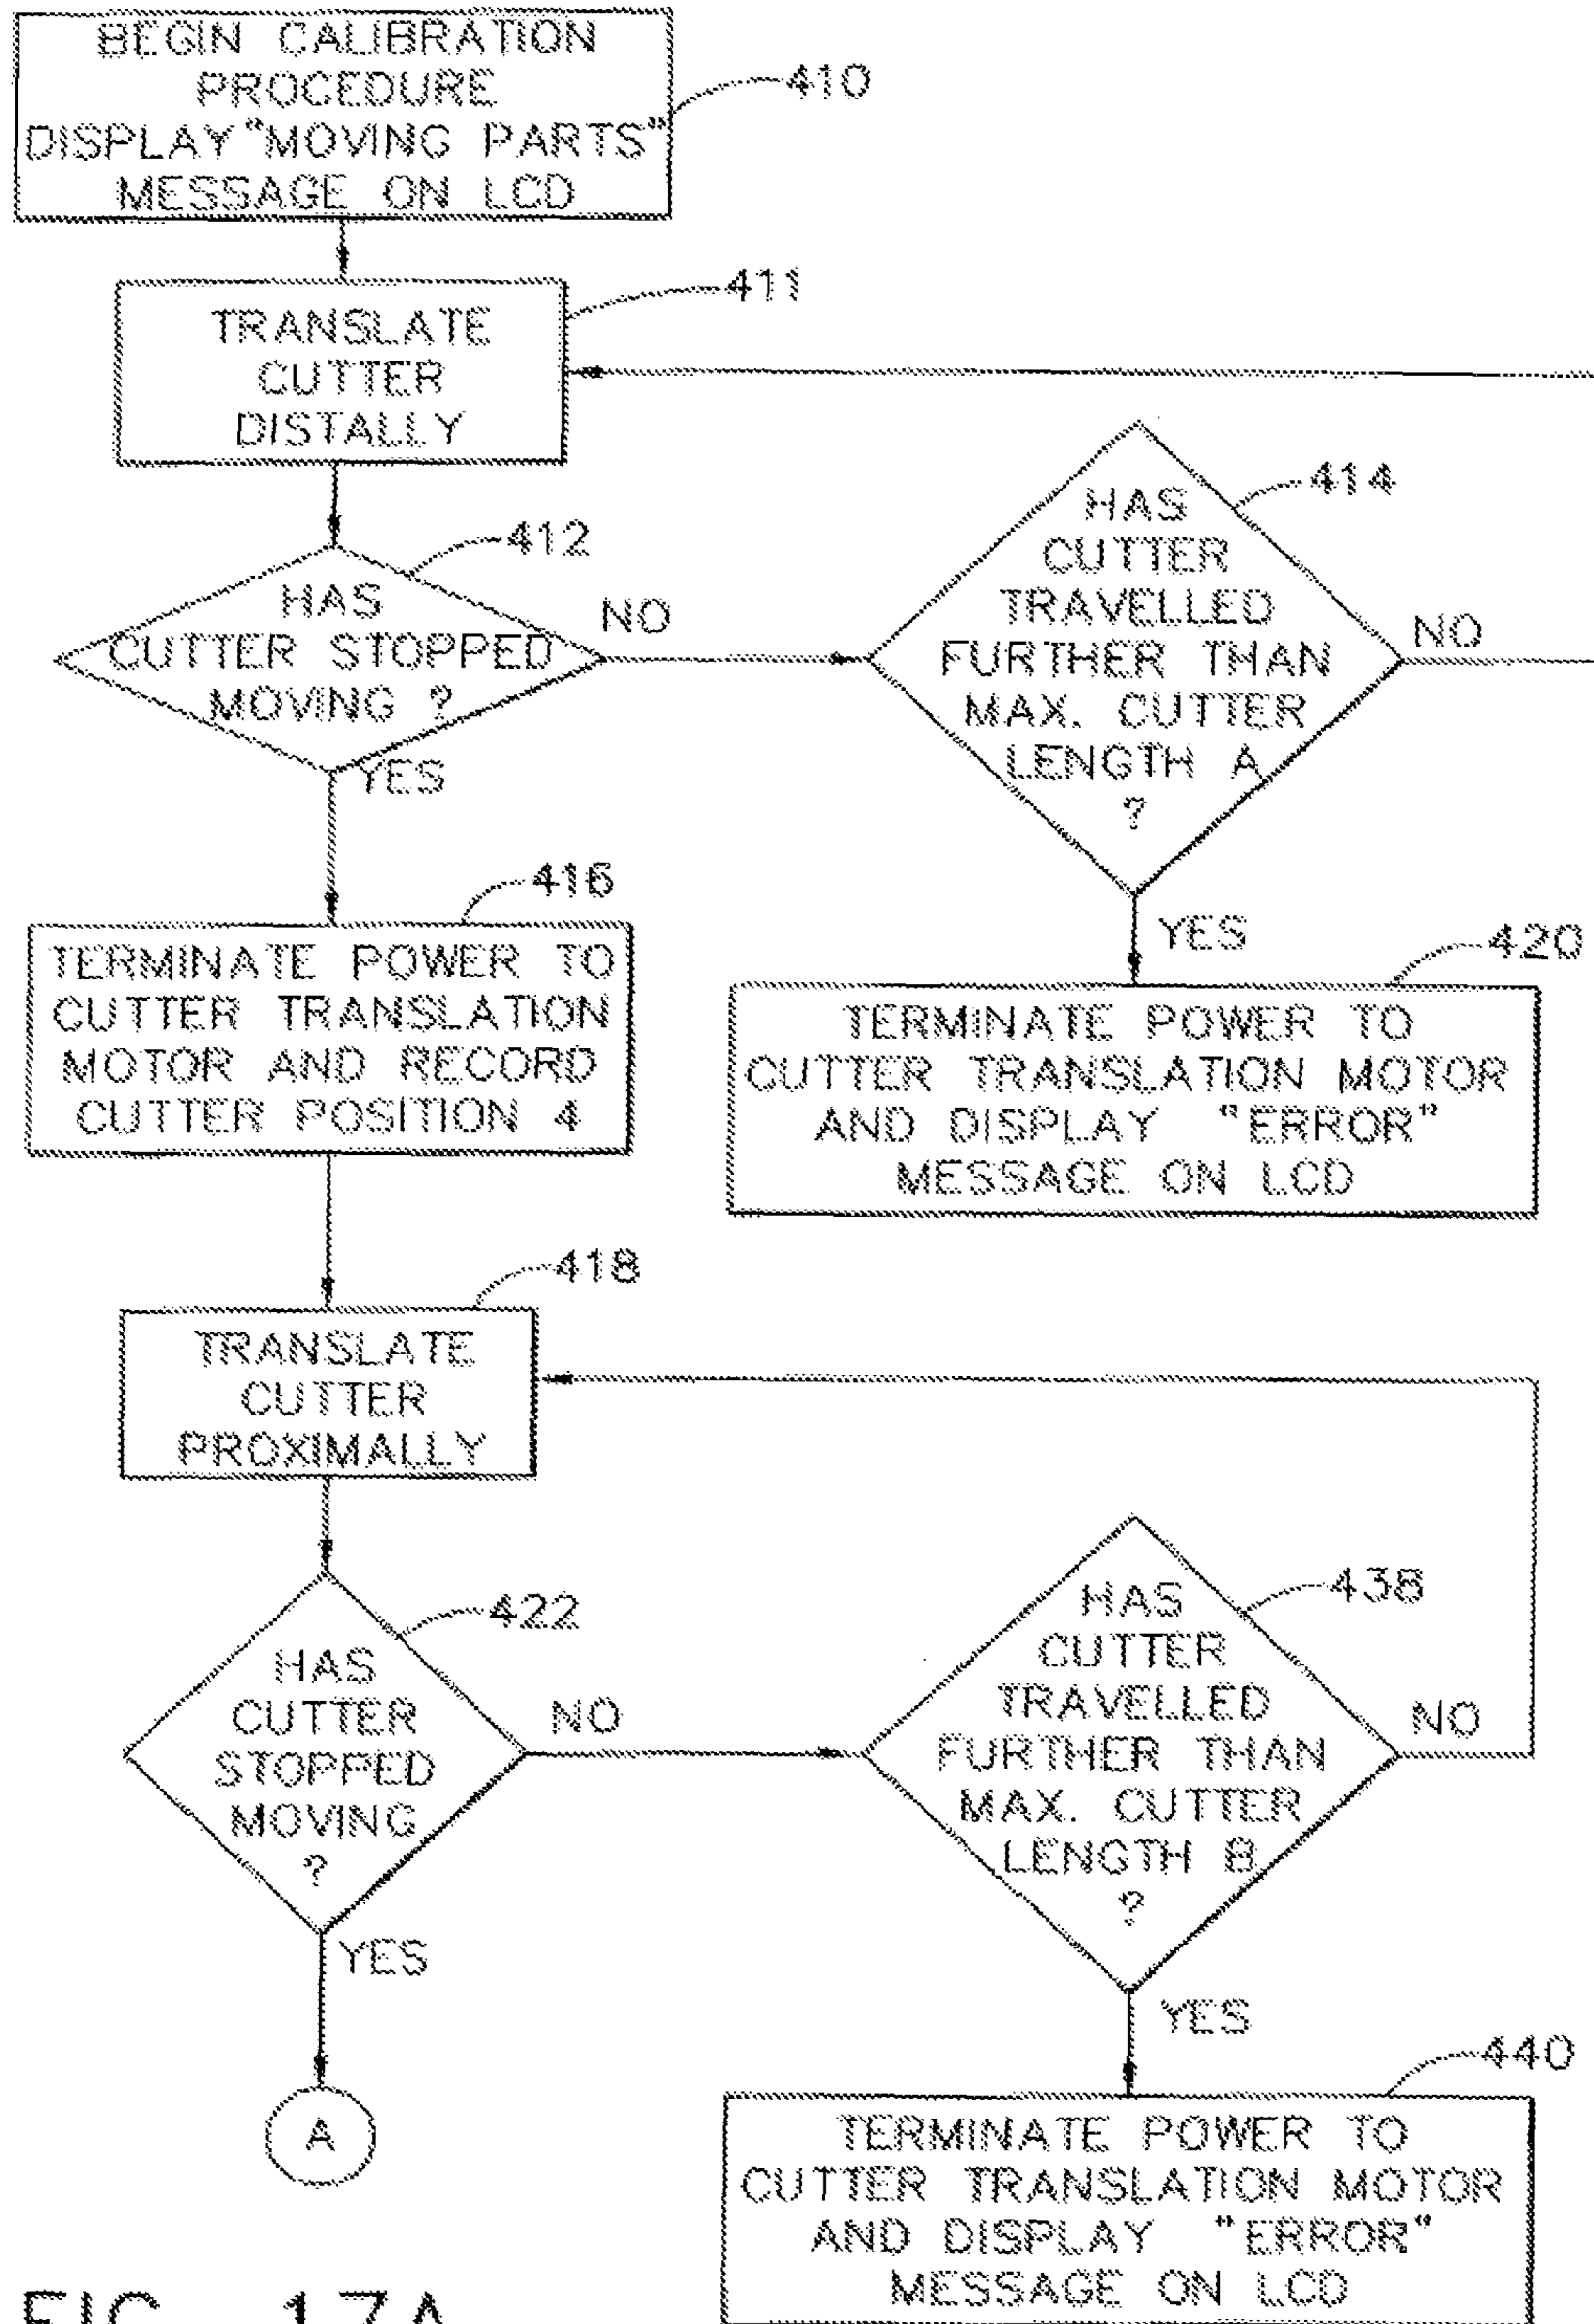 BEGIN CALIBRATION
PROCEDURE
DISPLAY "MOVING PARTS"
MESSAGE ON LCD
410
TRANSLATE
CUTTER
DISTALLY
411
HAS
CUTTER STOPPED
MOVING ?
412
NO
YES
HAS
CUTTER
TRAVELLED
FURTHER THAN
MAX. CUTTER
LENGTH A
?
414
NO
YES
TERMINATE POWER TO
CUTTER TRANSLATION
MOTOR AND RECORD
CUTTER POSITION 4
416
TERMINATE POWER TO
CUTTER TRANSLATION MOTOR
AND DISPLAY "ERROR"
MESSAGE ON LCD
420
TRANSLATE
CUTTER
PROXIMALLY
418
HAS
CUTTER
STOPPED
MOVING
?
422
NO
YES
HAS
CUTTER
TRAVELLED
FURTHER THAN
MAX. CUTTER
LENGTH B
?
438
NO
YES
A
TERMINATE POWER TO
CUTTER TRANSLATION MOTOR
AND DISPLAY "ERROR"
MESSAGE ON LCD
440
FIG. 17A